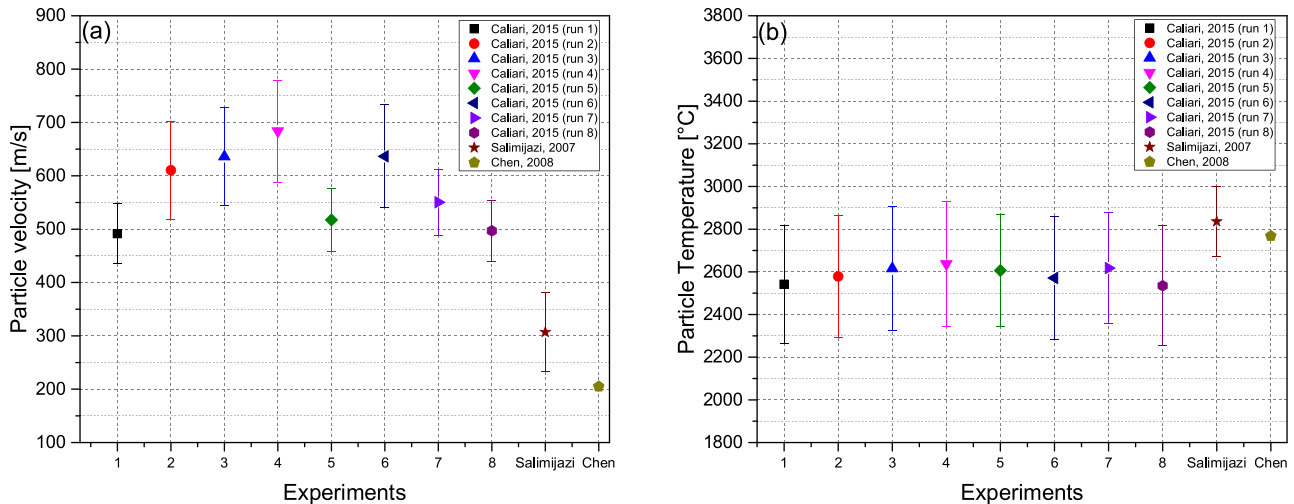 (a)
Particle velocity [m/s]
900
800
700
600
500
400
300
200
100
Caliari, 2015 (run 1)
Caliari, 2015 (run 2)
Caliari, 2015 (run 3)
Caliari, 2015 (run 4)
Caliari, 2015 (run 5)
Caliari, 2015 (run 6)
Caliari, 2015 (run 7)
Caliari, 2015 (run 8)
Salimijazi, 2007
Chen, 2008
1 2 3 4 5 6 7 8 Salimijazi Chen
Experiments
(b)
Particle Temperature [°C]
3800
3600
3400
3200
3000
2800
2600
2400
2200
2000
1800
Caliari, 2015 (run 1)
Caliari, 2015 (run 2)
Caliari, 2015 (run 3)
Caliari, 2015 (run 4)
Caliari, 2015 (run 5)
Caliari, 2015 (run 6)
Caliari, 2015 (run 7)
Caliari, 2015 (run 8)
Salimijazi, 2007
Chen, 2008
1 2 3 4 5 6 7 8 Salimijazi Chen
Experiments